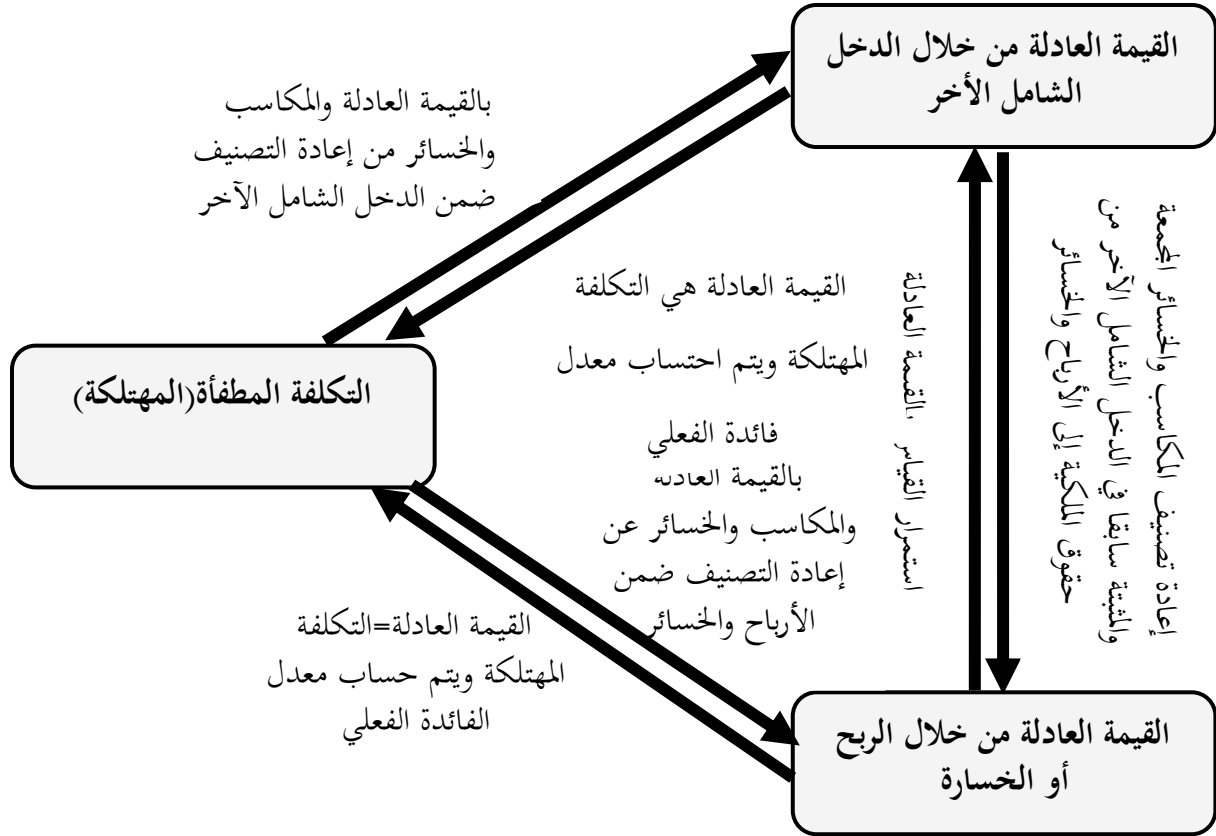 القيمة العادلة من خلال الدخل
الشامل الأخر
بالقيمة العادلة والمكاسب
والخسائر من إعادة التصنيف
ضمن الدخل الشامل الآخر
إعادة تصنيف المكاسب والخسائر المجمعة
والمثبتة سابقا في الدخل الشامل الآخر من
حقوق الملكية إلى الأرباح والخسائر
استمرار القياس بالقيمة العادلة
القيمة العادلة هي التكلفة
المهتلكة ويتم احتساب معدل
فائدة الفعلي
التكلفة المطفأة(المهتلكة)
بالقيمة العادلة
والمكاسب والخسائر عن
إعادة التصنيف ضمن
الأرباح والخسائر
القيمة العادلة=التكلفة
المهتلكة ويتم حساب معدل
الفائدة الفعلي
القيمة العادلة من خلال الربح
أو الخسارة